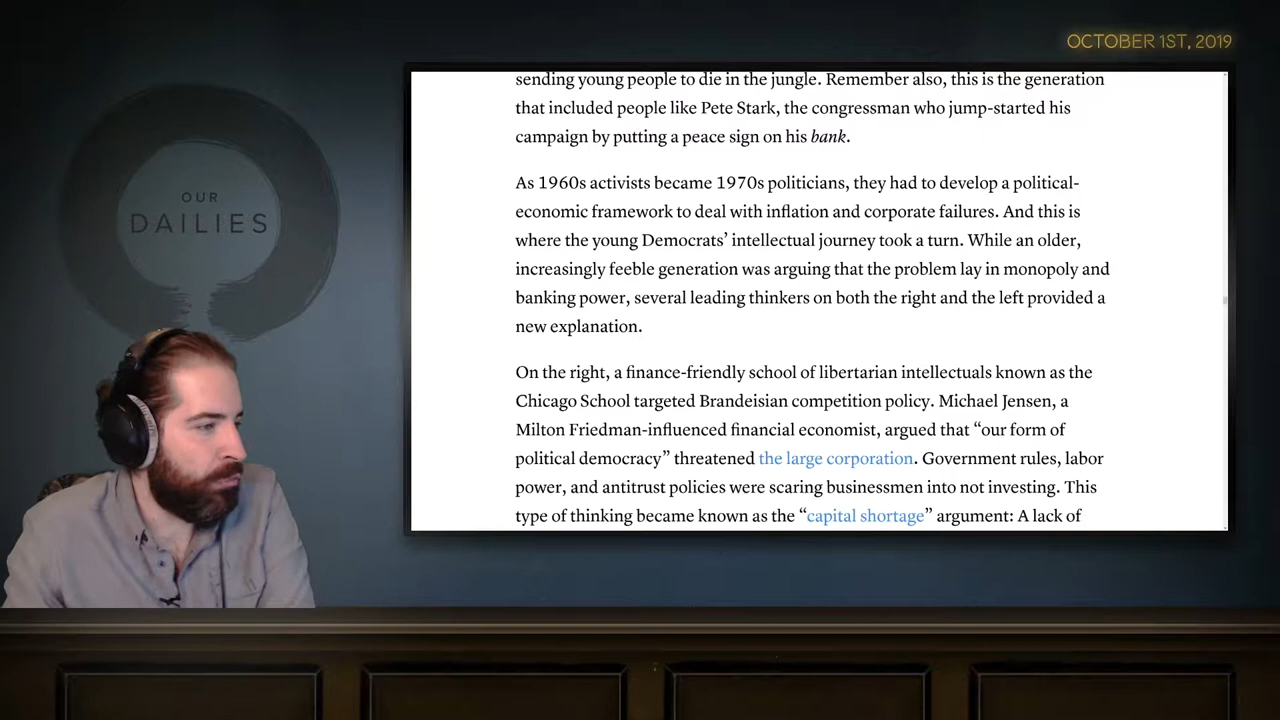 OCTOBER 1ST, 2019
OUR
DAILIES
sending young people to die in the jungle. Remember also, this is the generation
that included people like Pete Stark, the congressman who jump-started his
campaign by putting a peace sign on his bank.
As 1960s activists became 1970s politicians, they had to develop a political-
economic framework to deal with inflation and corporate failures. And this is
where the young Democrats’ intellectual journey took a turn. While an older,
increasingly feeble generation was arguing that the problem lay in monopoly and
banking power, several leading thinkers on both the right and the left provided a
new explanation.
On the right, a finance-friendly school of libertarian intellectuals known as the
Chicago School targeted Brandeisian competition policy. Michael Jensen, a
Milton Friedman-influenced financial economist, argued that “our form of
political democracy” threatened the large corporation. Government rules, labor
power, and antitrust policies were scaring businessmen into not investing. This
type of thinking became known as the “capital shortage” argument: A lack of